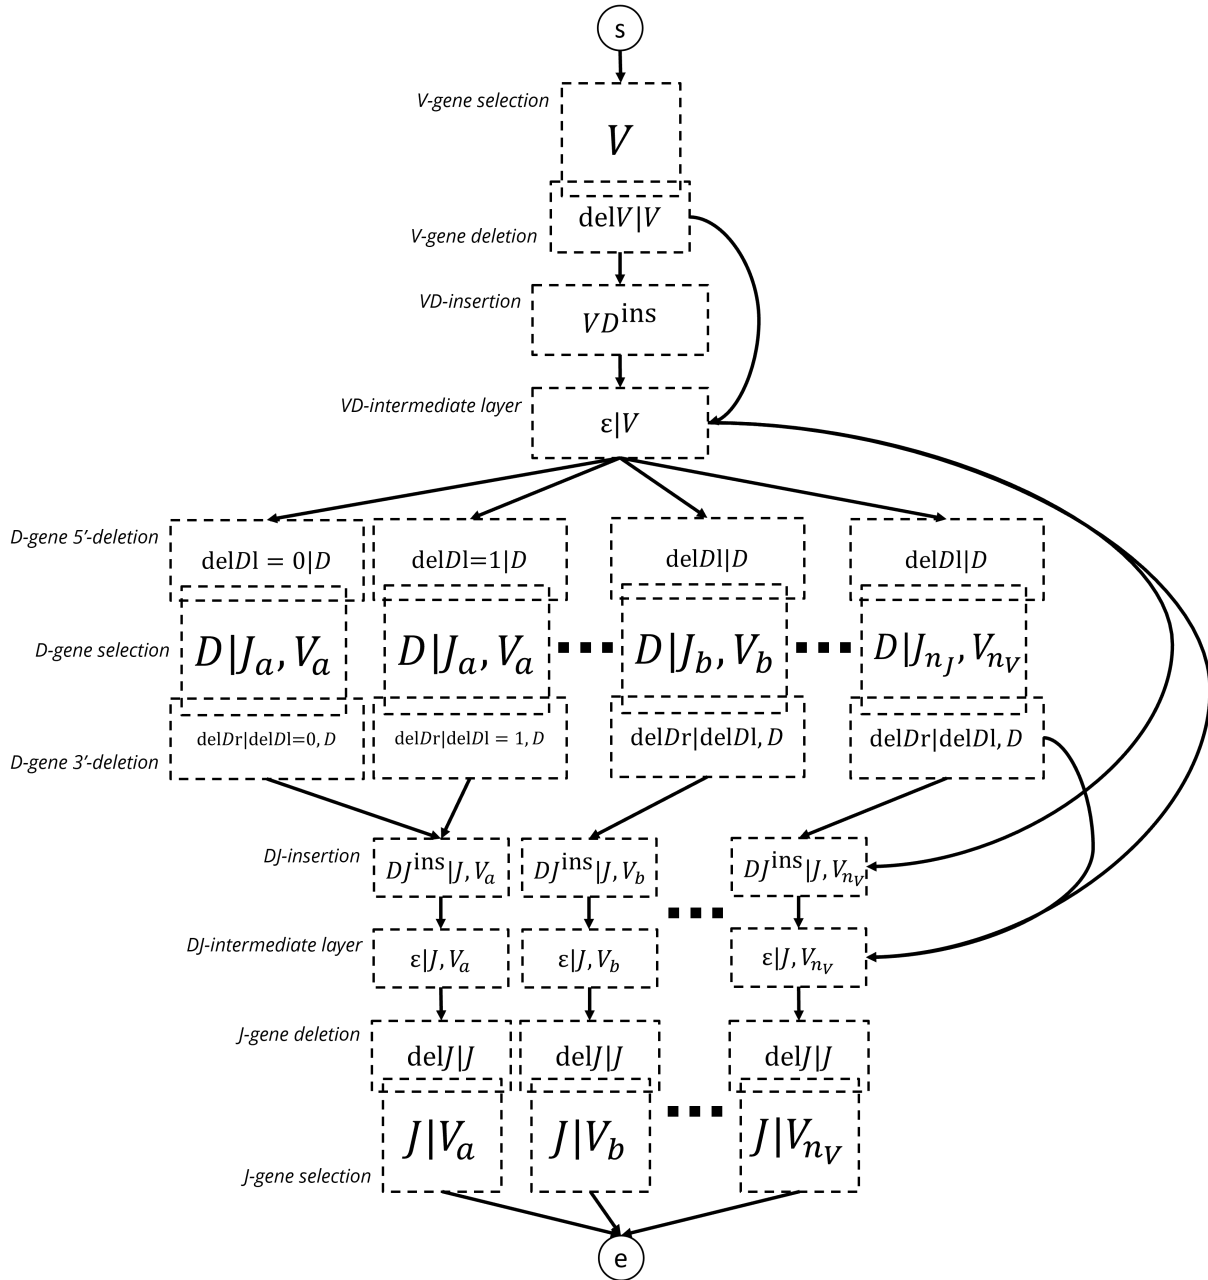 s
V-gene selection
V
delV|V
V-gene deletion
VD-insertion
VD^ins
VD-intermediate layer
ε|V
D-gene 5'-deletion
delDl = 0|D
delDl=1|D
delDl|D
delDl|D
D-gene selection
D|J_a, V_a
D|J_a, V_a
D|J_b, V_b
D|J_{n_J}, V_{n_V}
D-gene 3'-deletion
delDr|delDl=0, D
delDr|delDl = 1, D
delDr|delDl, D
delDr|delDl, D
DJ-insertion
DJ^ins|J, V_a
DJ^ins|J, V_b
DJ^ins|J, V_{n_V}
DJ-intermediate layer
ε|J, V_a
ε|J, V_b
ε|J, V_{n_V}
J-gene deletion
delJ|J
delJ|J
delJ|J
J|V_a
J|V_b
J|V_{n_V}
J-gene selection
e